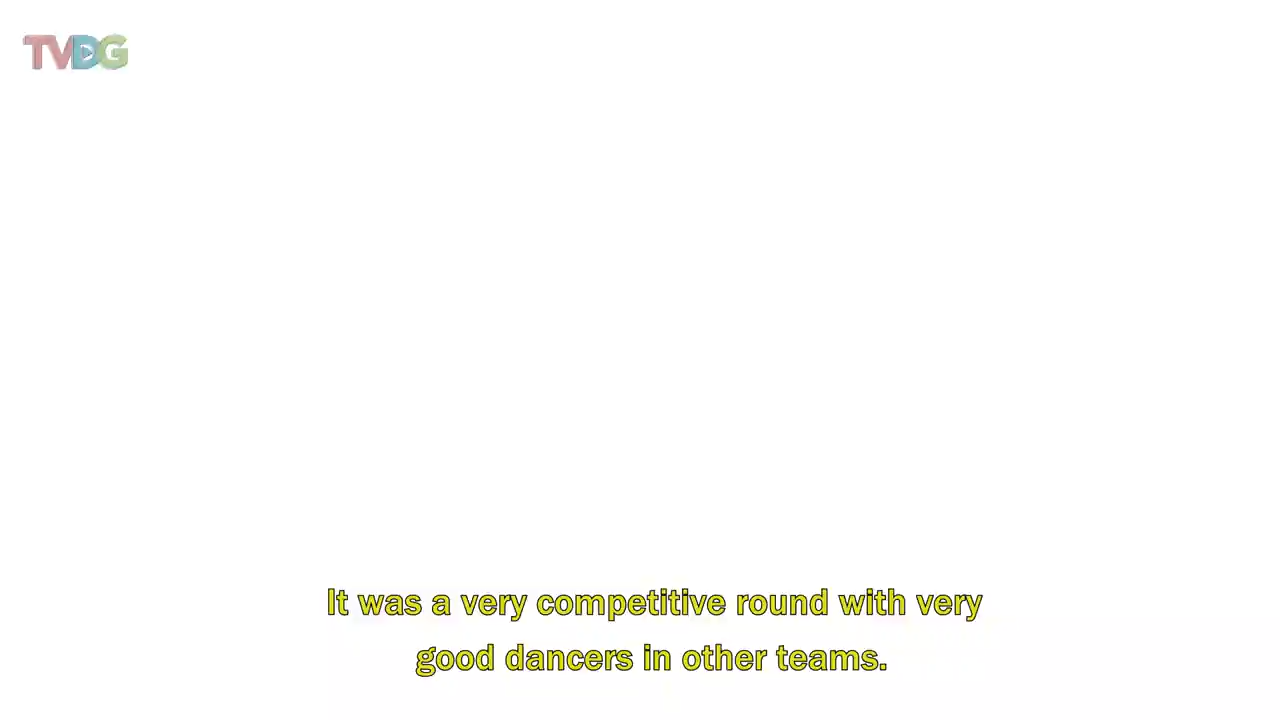 TVDG
It was a very competitive round with very
good dancers in other teams.